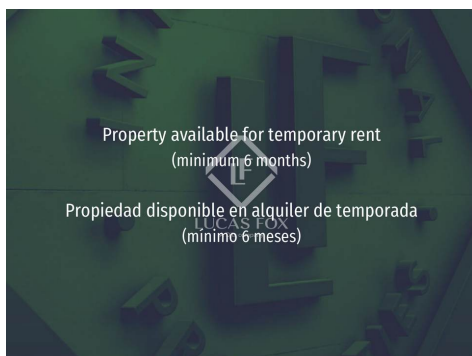 Property available for temporary rent
(minimum 6 months)
LF
Propiedad disponible en alquiler de temporada
LUCAS FOX
(mínimo 6 meses)